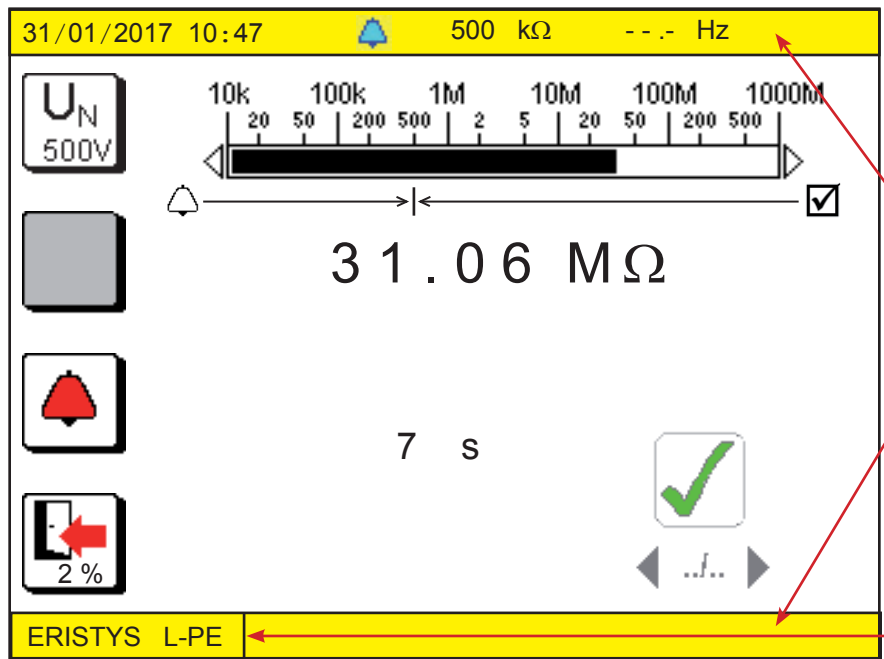 31/01/2017 10:47 500 kΩ - - .- Hz
UN
500V
10k 100k 1M 10M 100M 1000M
20 50 200 500 2 5 20 50 200 500
31.06 MΩ
7 s
2 %
../..
ERISTYS L-PE